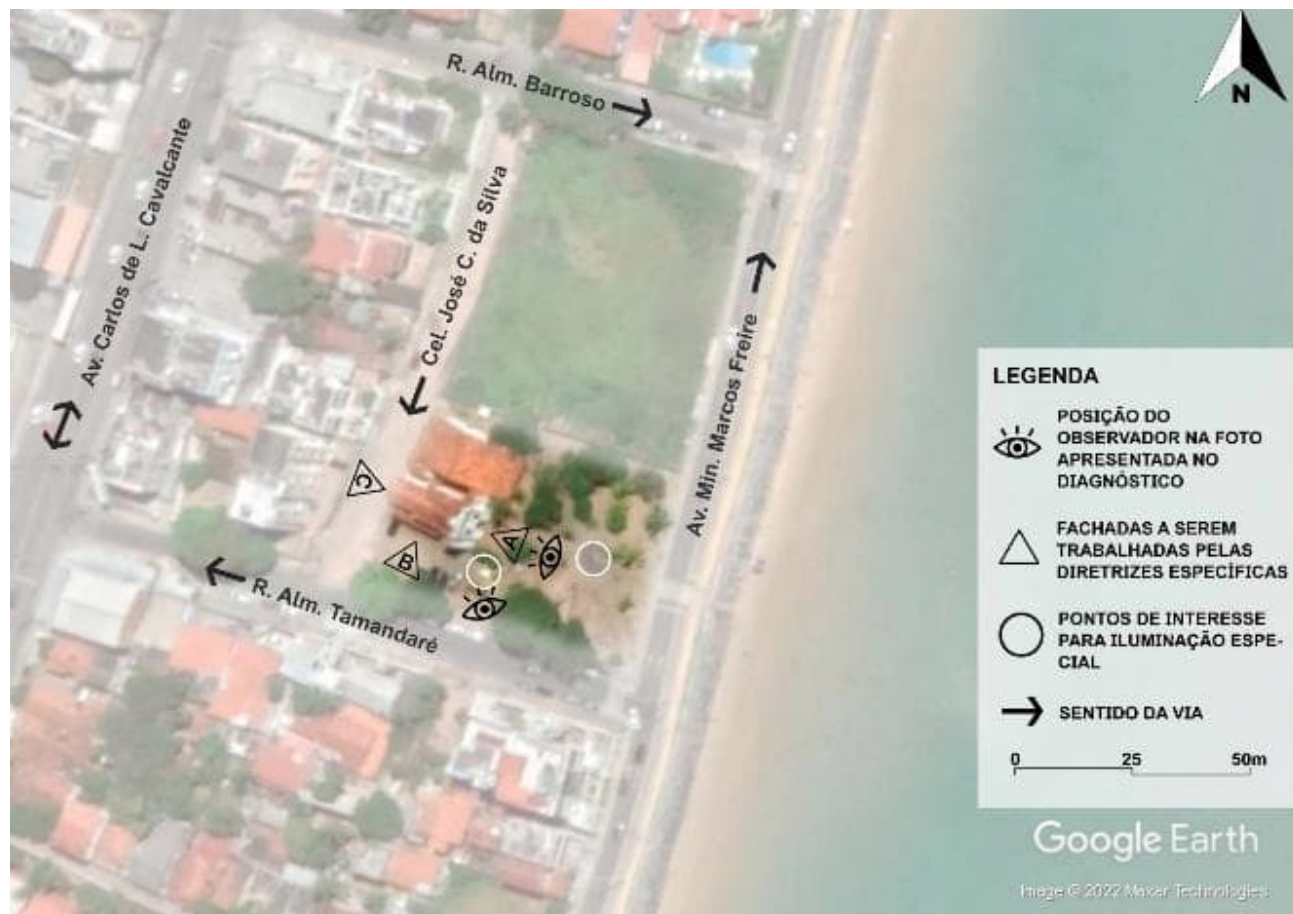 R. Alm. Barroso
N
Av. Carlos de L. Cavalcante
Cel. José C. da Silva
Av. Min. Marcos Freire
C
A
B
R. Alm. Tamandaré
LEGENDA
POSIÇÃO DO
OBSERVADOR NA FOTO
APRESENTADA NO
DIAGNÓSTICO
FACHADAS A SEREM
TRABALHADAS PELAS
DIRETRIZES ESPECÍFICAS
PONTOS DE INTERESSE
PARA ILUMINAÇÃO ESPE-
CIAL
SENTIDO DA VIA
0 25 50m
Google Earth
Image © 2022 Maxar Technologies